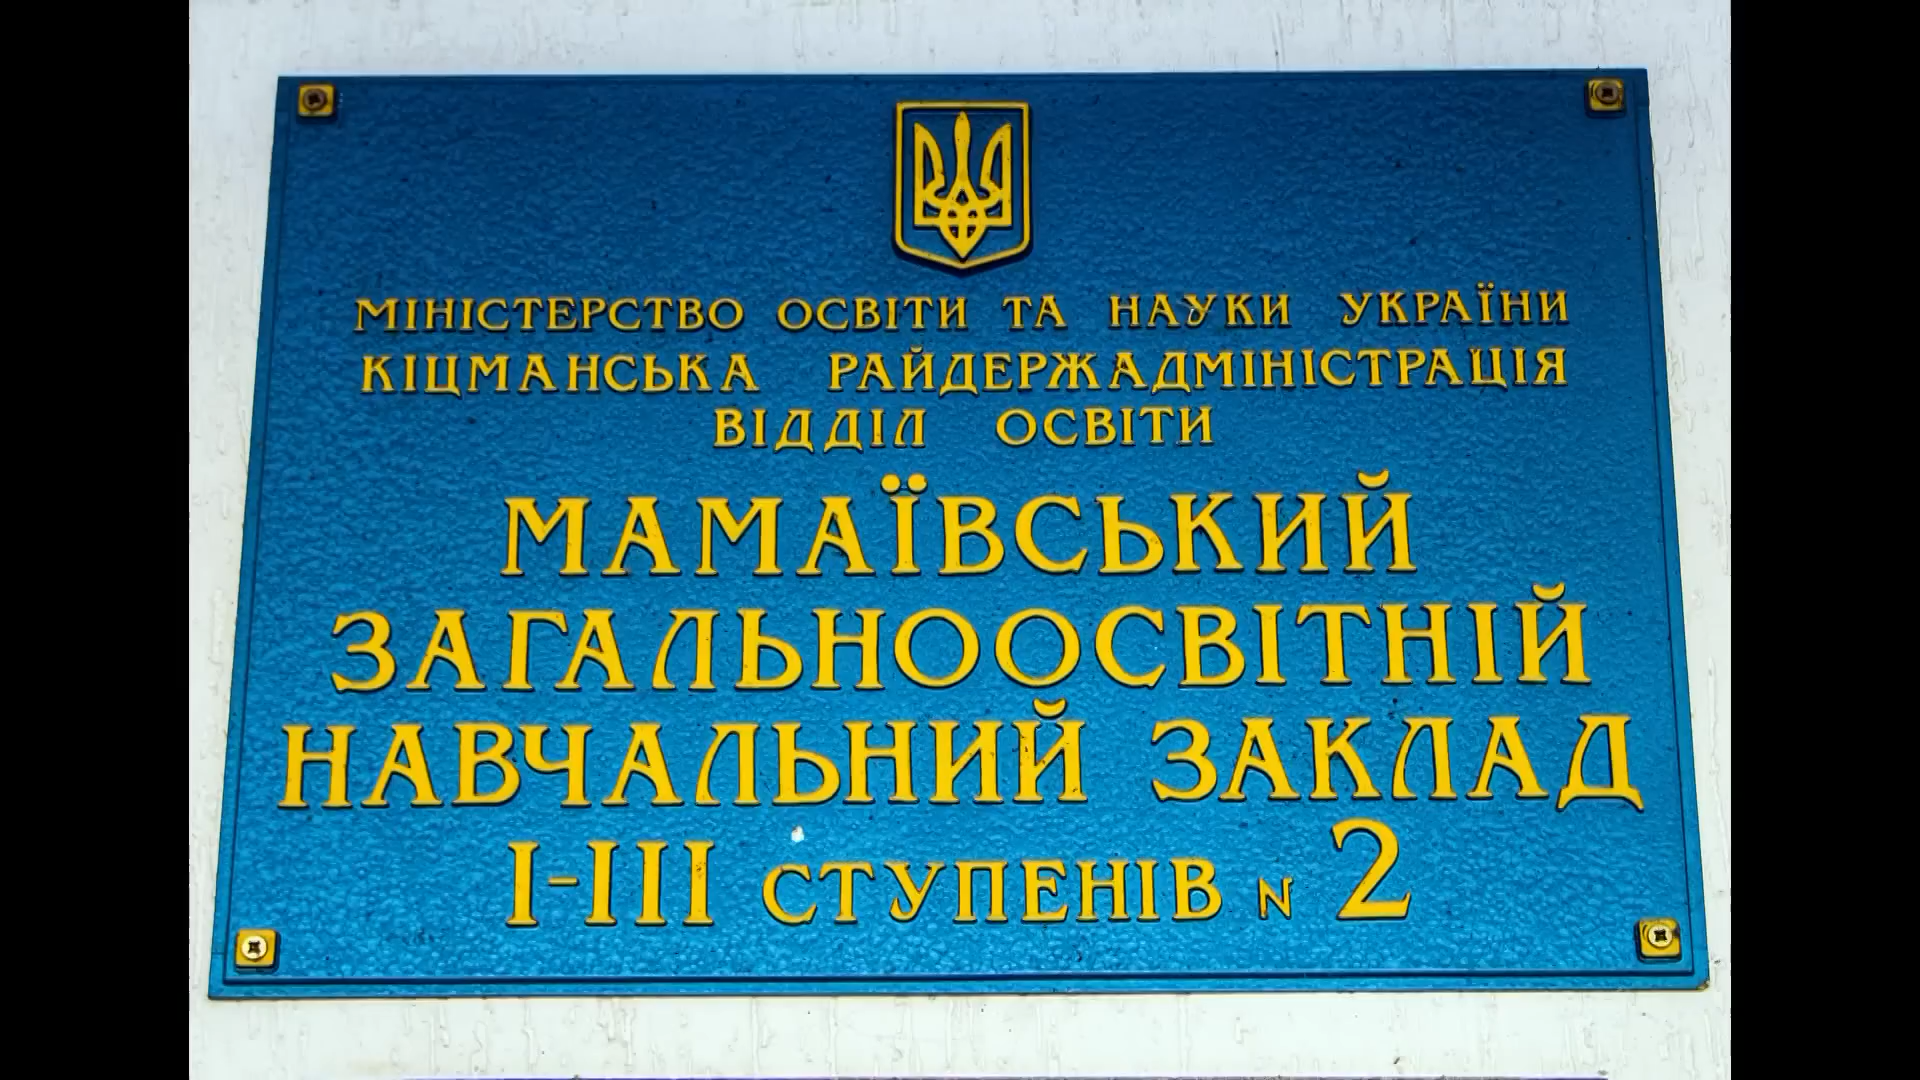 МІНІСТЕРСТВО ОСВІТИ ТА НАУКИ УКРАЇНИ
КІЦМАНСЬКА РАЙДЕРЖАДМІНІСТРАЦІЯ
ВІДДІЛ ОСВІТИ
МАМАЇВСЬКИЙ
ЗАГАЛЬНООСВІТНІЙ
НАВЧАЛЬНИЙ ЗАКЛАД
І-ІІІ СТУПЕНІВ N 2